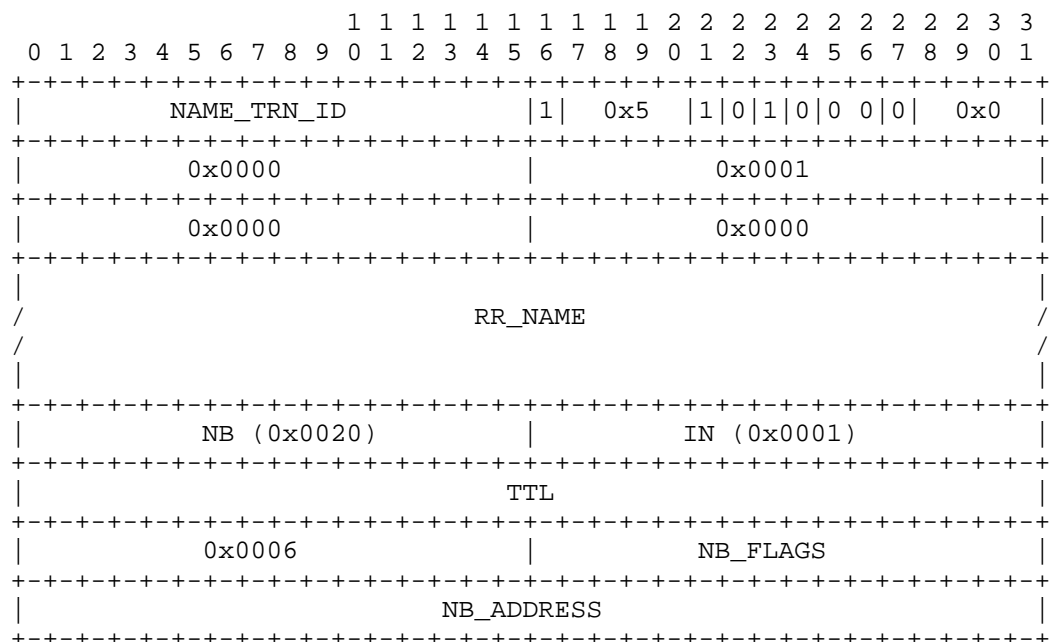 1 1 1 1 1 1 1 1 1 1 2 2 2 2 2 2 2 2 2 2 3 3
 0 1 2 3 4 5 6 7 8 9 0 1 2 3 4 5 6 7 8 9 0 1 2 3 4 5 6 7 8 9 0 1
+-+-+-+-+-+-+-+-+-+-+-+-+-+-+-+-+-+-+-+-+-+-+-+-+-+-+-+-+-+-+-+-+
|         NAME_TRN_ID           |1|  0x5  |1|0|1|0|0 0|0|  0x0  |
+-+-+-+-+-+-+-+-+-+-+-+-+-+-+-+-+-+-+-+-+-+-+-+-+-+-+-+-+-+-+-+-+
|          0x0000               |           0x0001              |
+-+-+-+-+-+-+-+-+-+-+-+-+-+-+-+-+-+-+-+-+-+-+-+-+-+-+-+-+-+-+-+-+
|          0x0000               |           0x0000              |
+-+-+-+-+-+-+-+-+-+-+-+-+-+-+-+-+-+-+-+-+-+-+-+-+-+-+-+-+-+-+-+-+
|                                                               |
/                            RR_NAME                            /
/                                                               /
|                                                               |
+-+-+-+-+-+-+-+-+-+-+-+-+-+-+-+-+-+-+-+-+-+-+-+-+-+-+-+-+-+-+-+-+
|           NB (0x0020)         |         IN (0x0001)           |
+-+-+-+-+-+-+-+-+-+-+-+-+-+-+-+-+-+-+-+-+-+-+-+-+-+-+-+-+-+-+-+-+
|                              TTL                              |
+-+-+-+-+-+-+-+-+-+-+-+-+-+-+-+-+-+-+-+-+-+-+-+-+-+-+-+-+-+-+-+-+
|           0x0006              |          NB_FLAGS             |
+-+-+-+-+-+-+-+-+-+-+-+-+-+-+-+-+-+-+-+-+-+-+-+-+-+-+-+-+-+-+-+-+
|                          NB_ADDRESS                           |
+-+-+-+-+-+-+-+-+-+-+-+-+-+-+-+-+-+-+-+-+-+-+-+-+-+-+-+-+-+-+-+-+